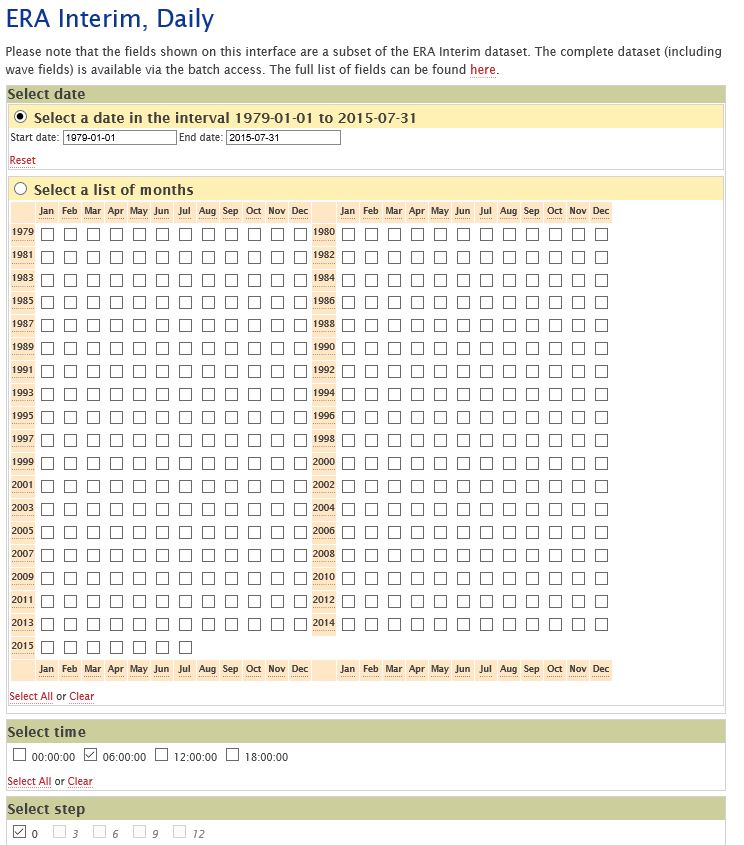 ERA Interim, Daily
Please note that the fields shown on this interface are a subset of the ERA Interim dataset. The complete dataset (including
wave fields) is available via the batch access. The full list of fields can be found here.
Select date
Select a date in the interval 1979-01-01 to 2015-07-31
Start date: 1979-01-01 End date: 2015-07-31
Reset
Select a list of months
Jan Feb Mar Apr May Jun Jul Aug Sep Oct Nov Dec Jan Feb Mar Apr May Jun Jul Aug Sep Oct Nov Dec
1979 1980
1981 1982
1983 1984
1985 1986
1987 1988
1989 1990
1991 1992
1993 1994
1995 1996
1997 1998
1999 2000
2001 2002
2003 2004
2005 2006
2007 2008
2009 2010
2011 2012
2013 2014
2015
Jan Feb Mar Apr May Jun Jul Aug Sep Oct Nov Dec Jan Feb Mar Apr May Jun Jul Aug Sep Oct Nov Dec
Select All or Clear
Select time
00:00:00 06:00:00 12:00:00 18:00:00
Select All or Clear
Select step
0 3 6 9 12